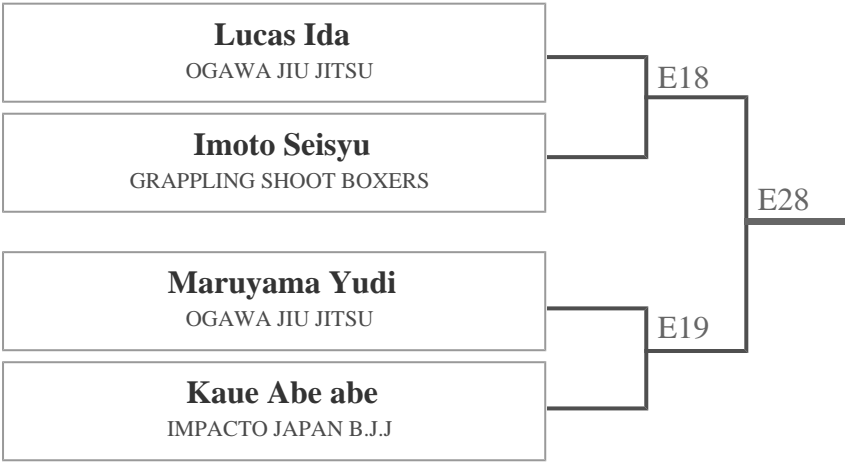 Lucas Ida
OGAWA JIU JITSU
E18
Imoto Seisyu
GRAPPLING SHOOT BOXERS
E28
Maruyama Yudi
OGAWA JIU JITSU
E19
Kaue Abe abe
IMPACTO JAPAN B.J.J